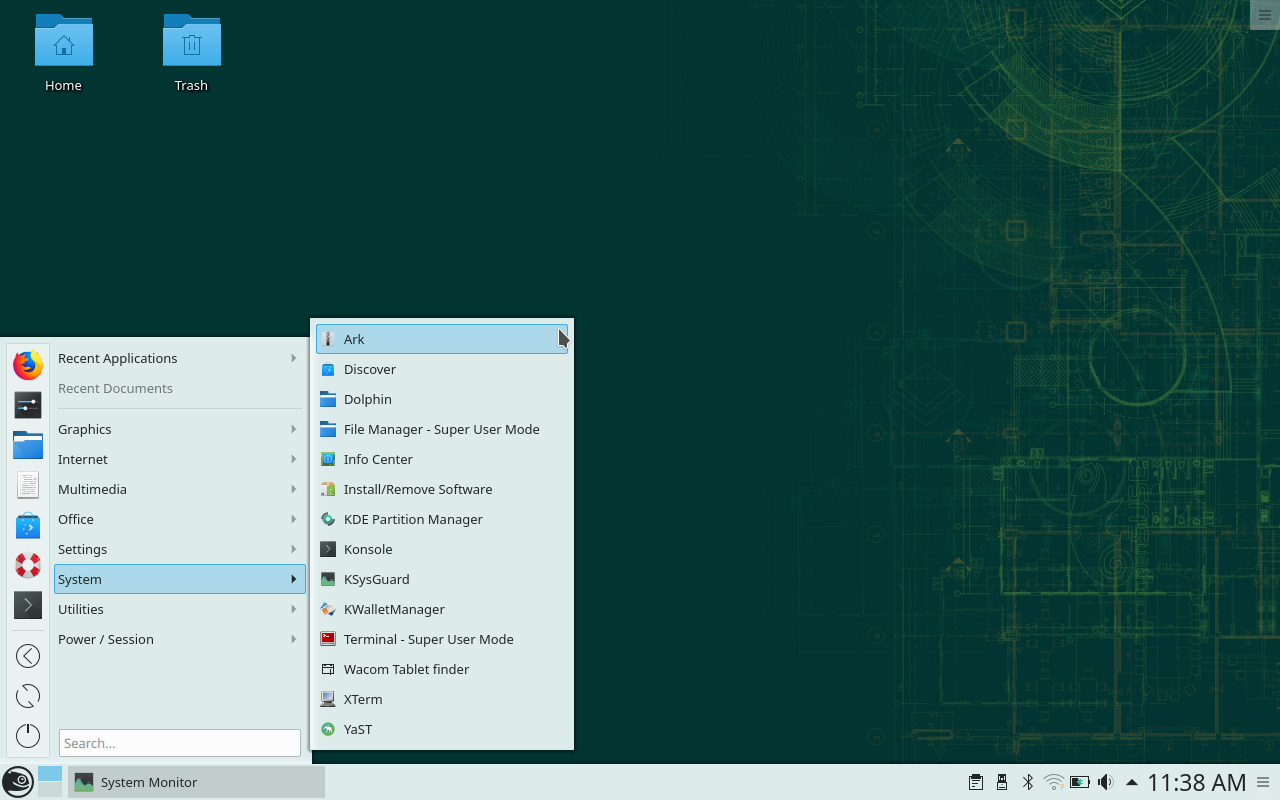 Home
Trash
Recent Applications
Recent Documents
Graphics
Internet
Multimedia
Office
Settings
System
Utilities
Power / Session
Search...
Ark
Discover
Dolphin
File Manager - Super User Mode
Info Center
Install/Remove Software
KDE Partition Manager
Konsole
KSysGuard
KWalletManager
Terminal - Super User Mode
Wacom Tablet finder
XTerm
YaST
System Monitor
11:38 AM